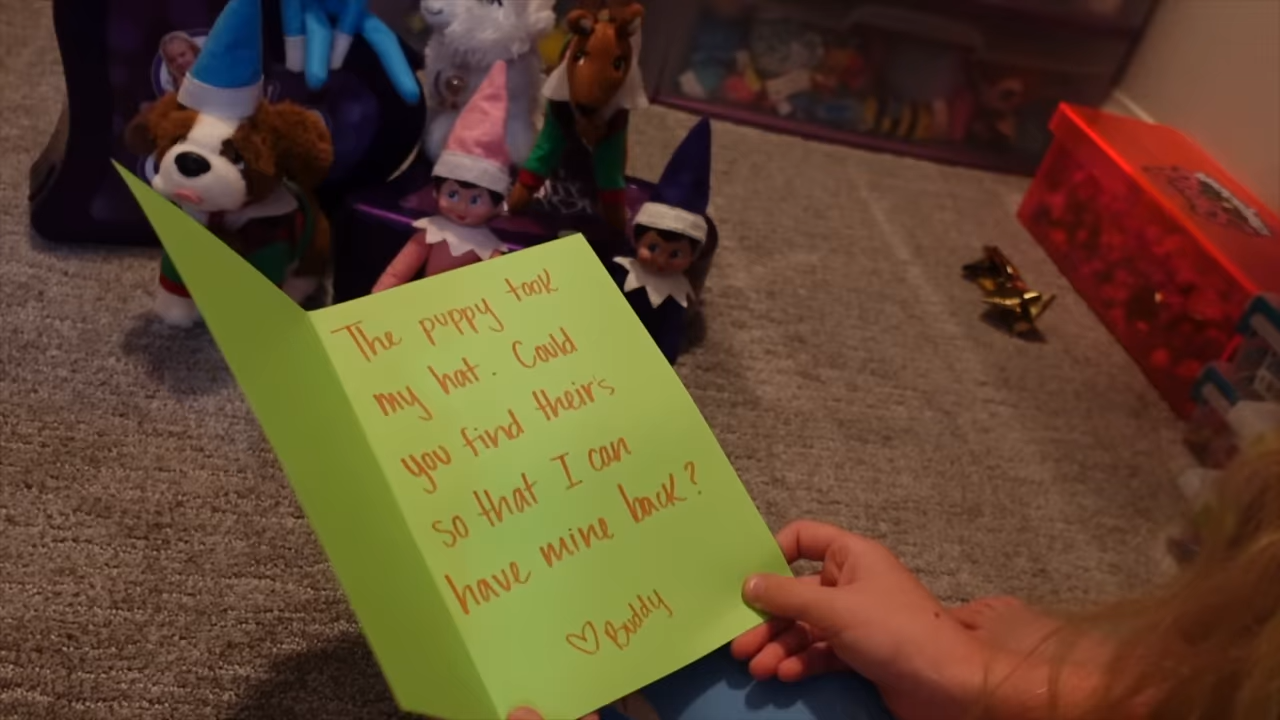 The puppy took
my hat. Could
you find their's
so that I can
have mine back?
♡ Buddy